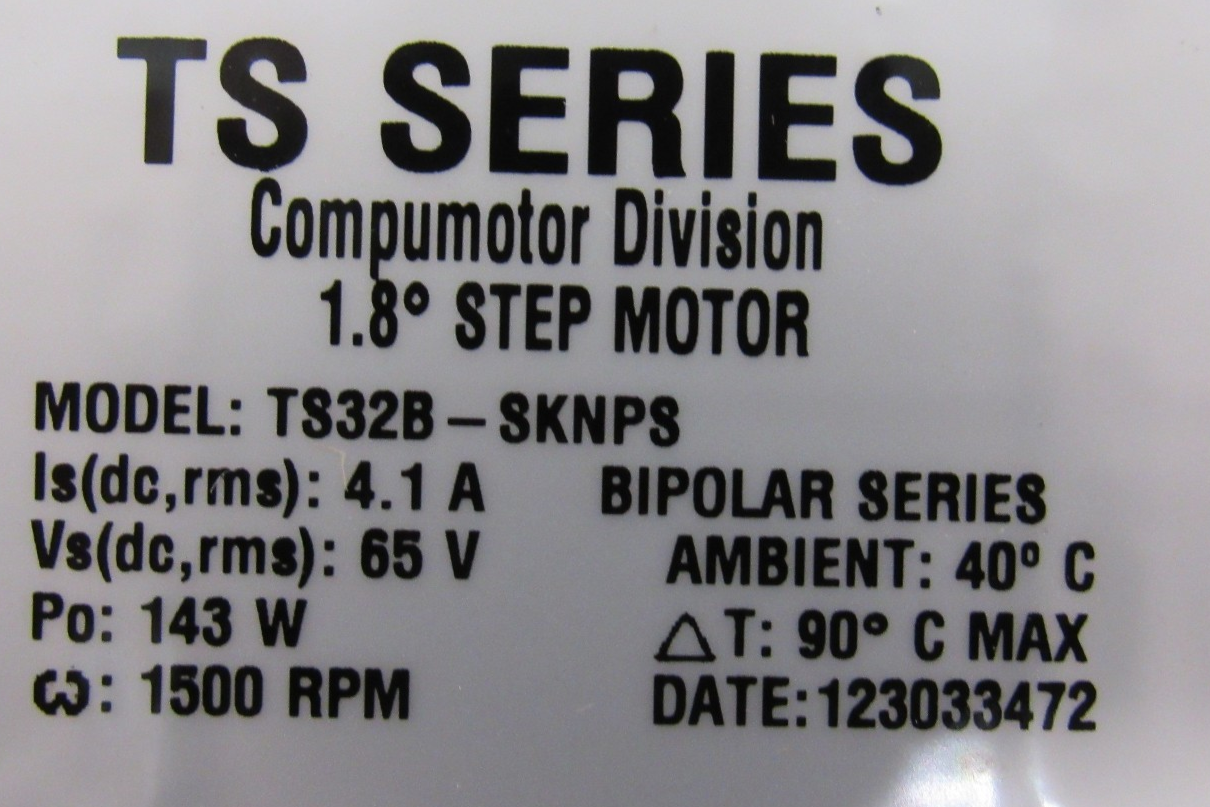 TS SERIES
Compumotor Division
1.8° STEP MOTOR
MODEL: TS32B – SKNPS
Is(dc,rms): 4.1 A BIPOLAR SERIES
Vs(dc,rms): 65 V AMBIENT: 40° C
Po: 143 W △T: 90° C MAX
ω: 1500 RPM DATE:123033472